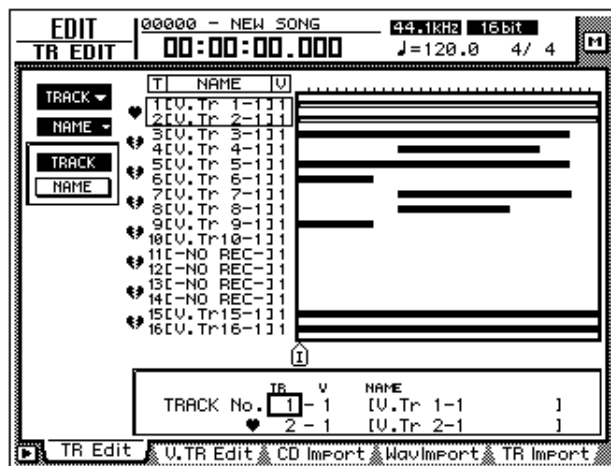 EDIT
TR EDIT
00000 - NEW SONG
00:00:00.000
44.1kHz 16bit
♩=120.0 4/ 4
M
TRACK
NAME
TRACK
NAME
T NAME V
1[V.Tr 1-1]1
2[V.Tr 2-1]1
3[V.Tr 3-1]1
4[V.Tr 4-1]1
5[V.Tr 5-1]1
6[V.Tr 6-1]1
7[V.Tr 7-1]1
8[V.Tr 8-1]1
9[V.Tr 9-1]1
10[V.Tr10-1]1
11[-NO REC-]1
12[-NO REC-]1
13[-NO REC-]1
14[-NO REC-]1
15[V.Tr15-1]1
16[V.Tr16-1]1
I
TR V NAME
TRACK No. 1 - 1 [V.Tr 1-1 ]
2 - 1 [V.Tr 2-1 ]
TR Edit V.TR Edit CD Import WavImport TR Import